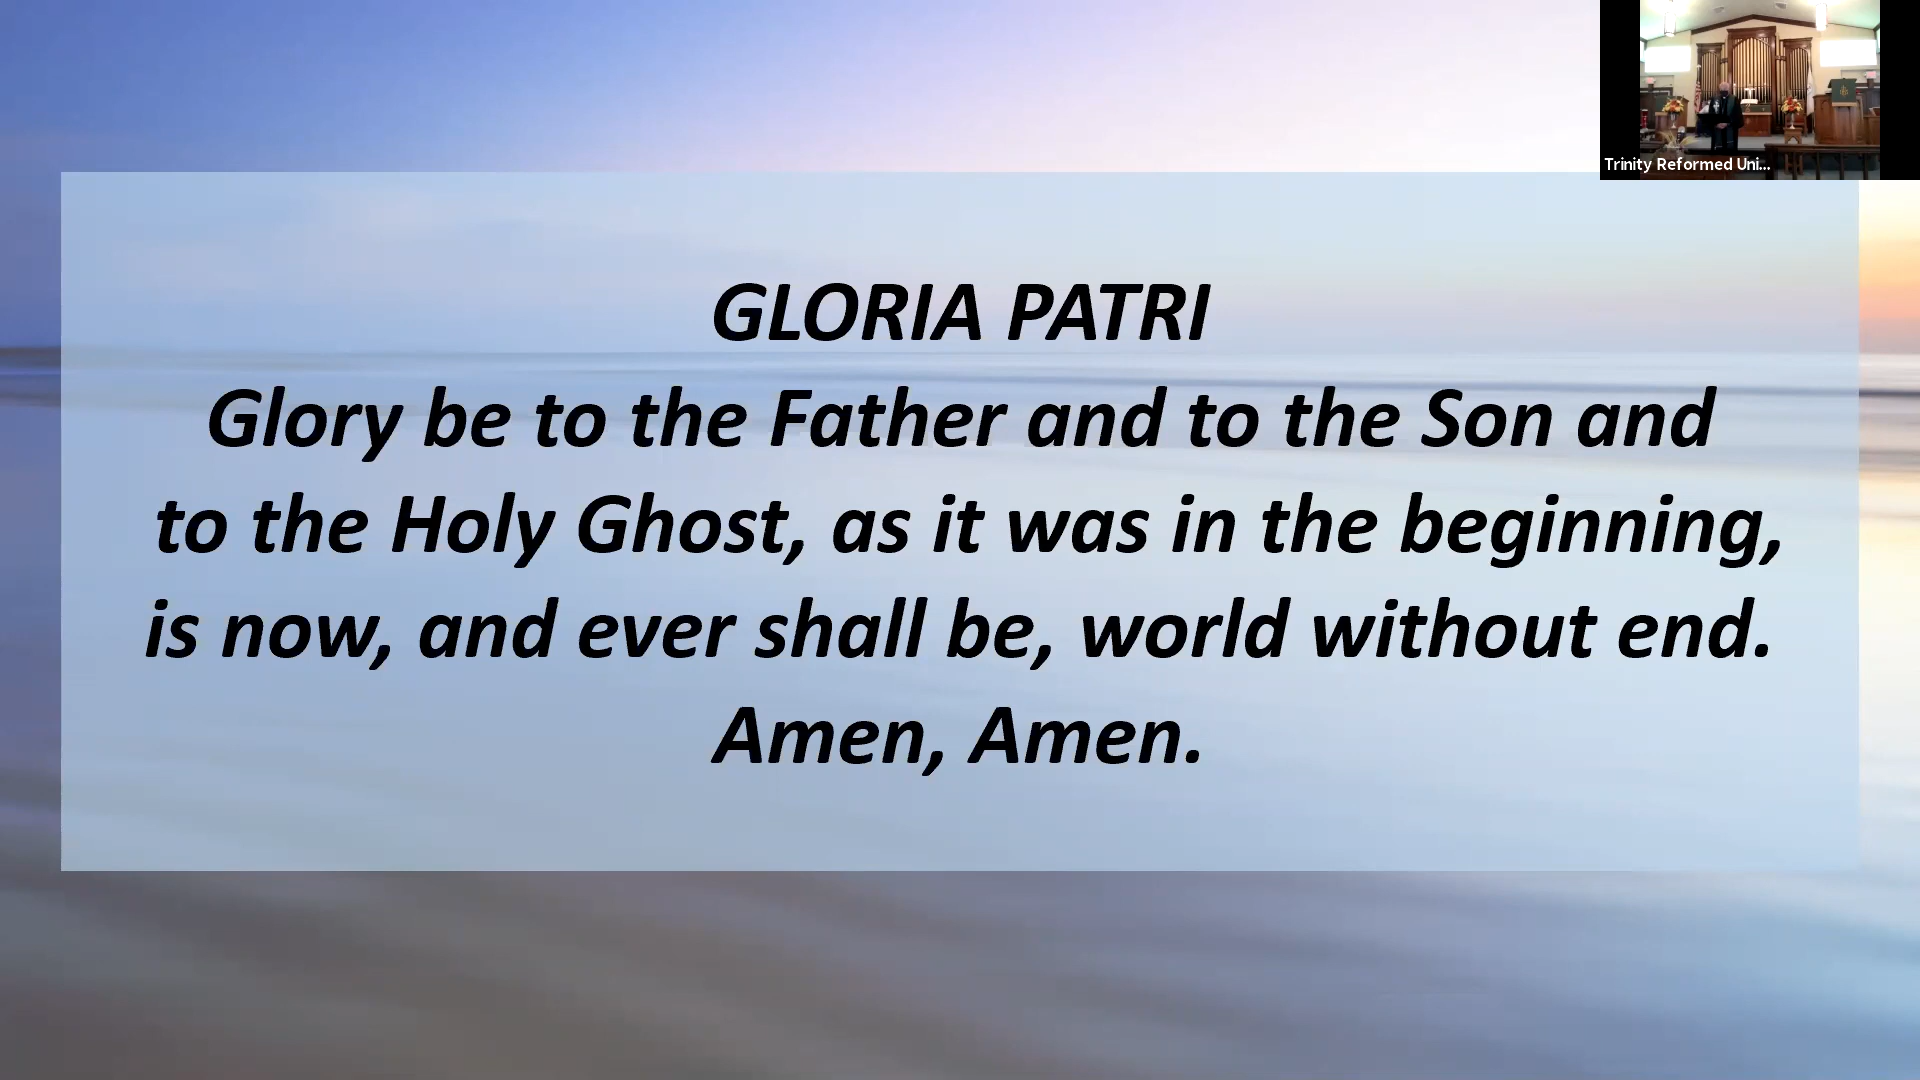 Trinity Reformed Uni...
GLORIA PATRI
Glory be to the Father and to the Son and
to the Holy Ghost, as it was in the beginning,
is now, and ever shall be, world without end.
Amen, Amen.